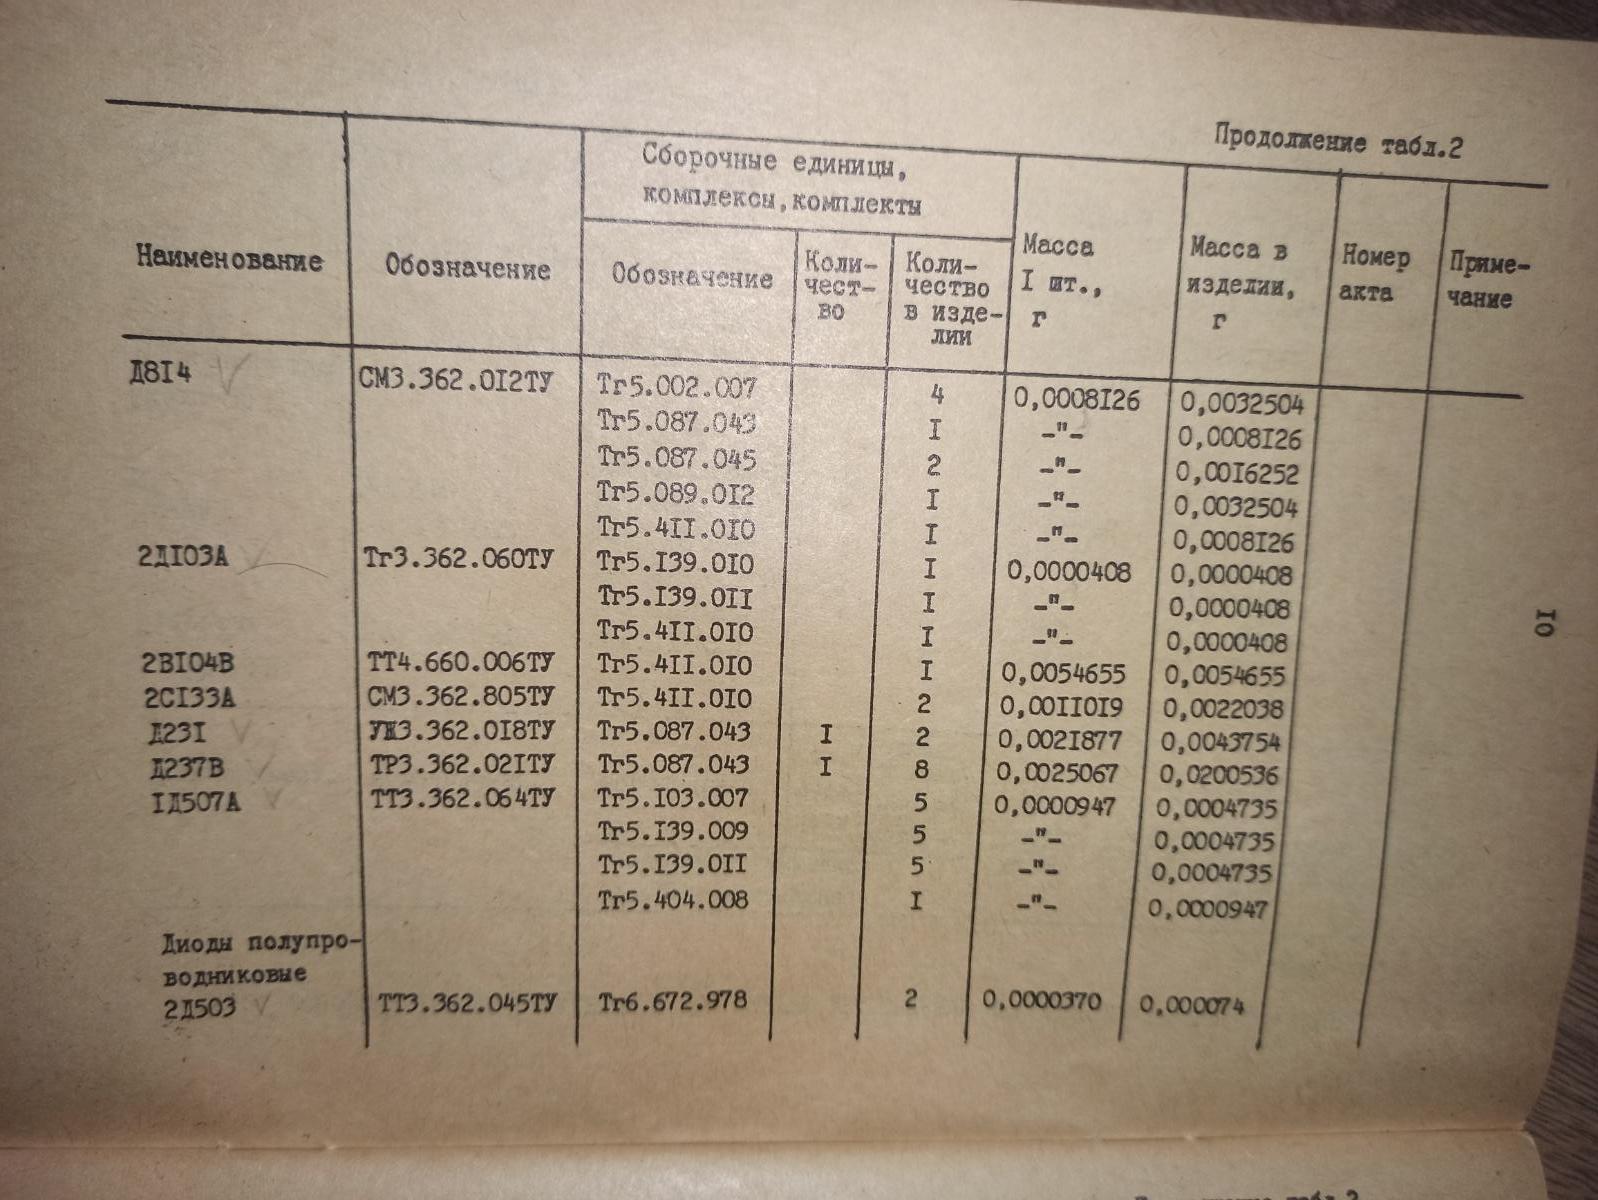 Продолжение табл.2
Наименование Обозначение Сборочные единицы, комплексы,комплекты Масса I шт., г Масса в изделии, г Номер акта Приме-чание
Обозначение Коли-чест-во Коли-чество в изде-лии
Д8I4 СМ3.362.0I2ТУ Тг5.002.007 4 0,0008I26 0,0032504
Тг5.087.043 I –"– 0,0008I26
Тг5.087.045 2 –"– 0,00I6252
Тг5.089.0I2 I –"– 0,0032504
Тг5.4II.0I0 I –"– 0,0008I26
2ДI03А Тг3.362.060ТУ Тг5.I39.0I0 I 0,0000408 0,0000408
Тг5.I39.0II I –"– 0,0000408
Тг5.4II.0I0 I –"– 0,0000408
2ВI04В ТТ4.660.006ТУ Тг5.4II.0I0 I 0,0054655 0,0054655
2СI33А СМ3.362.805ТУ Тг5.4II.0I0 2 0,00II0I9 0,0022038
Д23I УЖ3.362.0I8ТУ Тг5.087.043 I 2 0,002I877 0,0043754
Д237В ТР3.362.02IТУ Тг5.087.043 I 8 0,0025067 0,0200536
IД507А ТТ3.362.064ТУ Тг5.I03.007 5 0,0000947 0,0004735
Тг5.I39.009 5 –"– 0,0004735
Тг5.I39.0II 5 –"– 0,0004735
Тг5.404.008 I –"– 0,0000947
Диоды полупро-
водниковые
2Д503 ТТ3.362.045ТУ Тг6.672.978 2 0,0000370 0,000074
I0